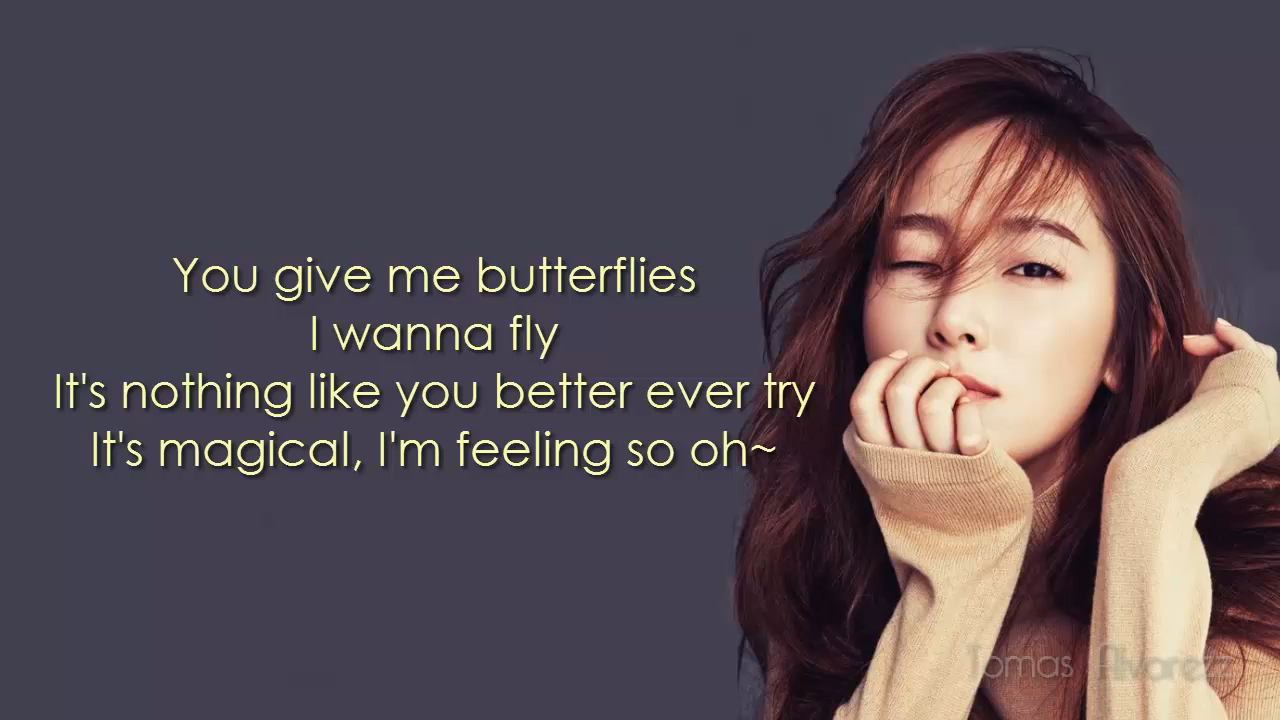 You give me butterflies
I wanna fly
It's nothing like you better ever try
It's magical, I'm feeling so oh~
Tomas Alvarezz